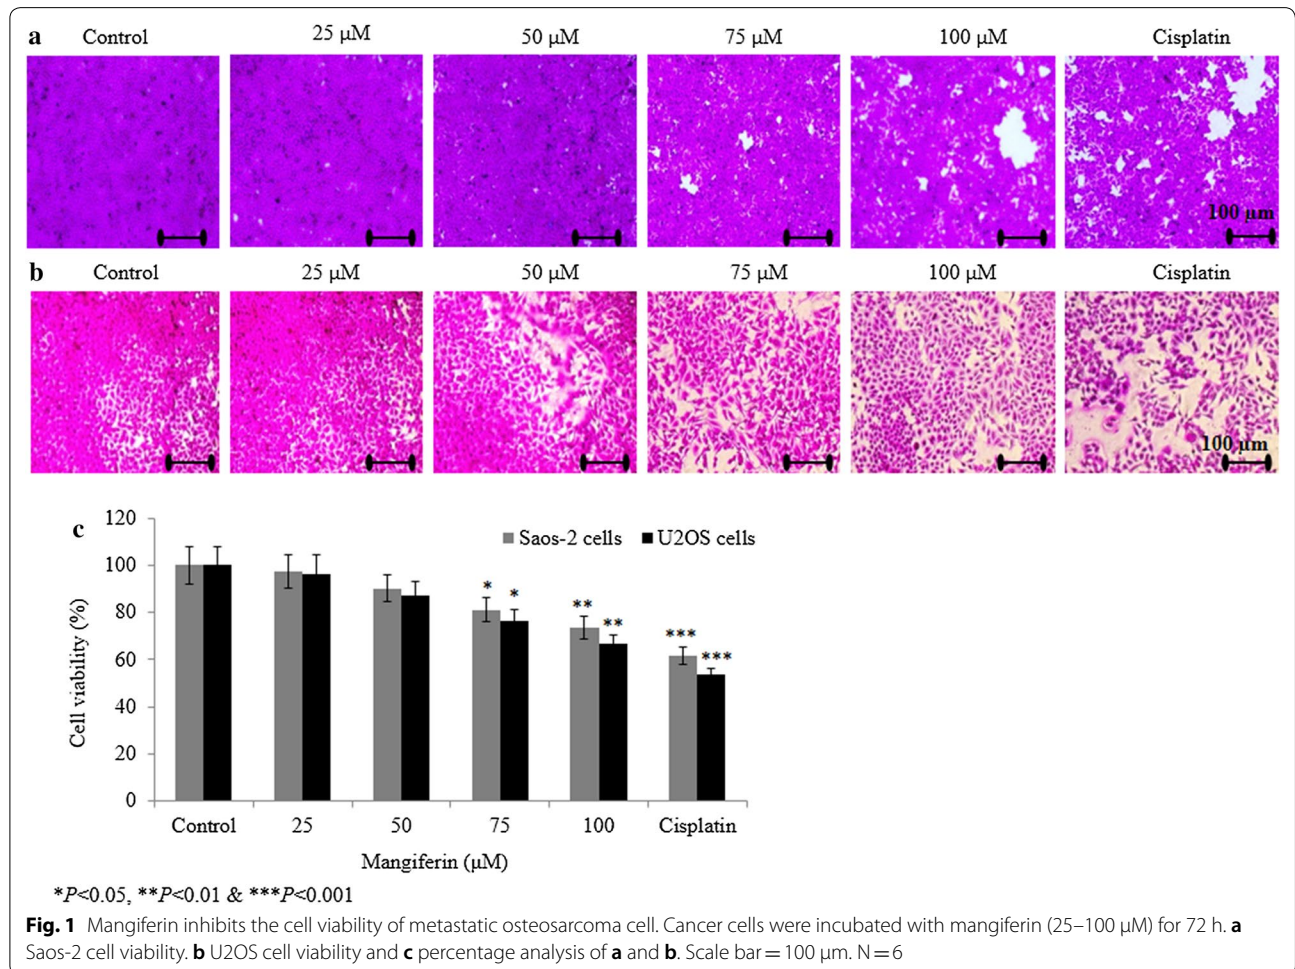 a Control 25 μM 50 μM 75 μM 100 μM Cisplatin
100 μm
b Control 25 μM 50 μM 75 μM 100 μM Cisplatin
100 μm
c
Saos-2 cells U2OS cells
Cell viability (%)
120
100
80
60
40
20
0
* *
** **
*** ***
Control 25 50 75 100 Cisplatin
Mangiferin (μM)
*P<0.05, **P<0.01 & ***P<0.001
Fig. 1 Mangiferin inhibits the cell viability of metastatic osteosarcoma cell. Cancer cells were incubated with mangiferin (25–100 μM) for 72 h. a
Saos-2 cell viability. b U2OS cell viability and c percentage analysis of a and b. Scale bar = 100 μm. N = 6